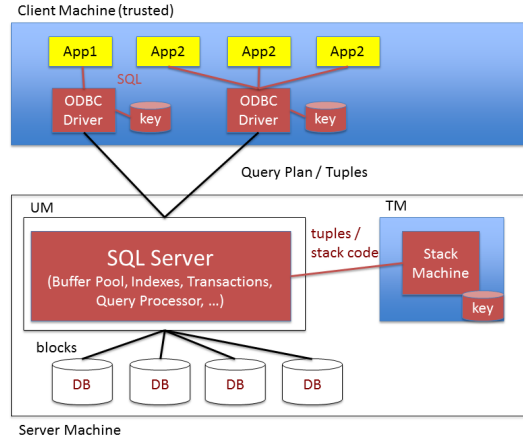 Client Machine (trusted)
App1
App2
App2
App2
SQL
ODBC
Driver
key
ODBC
Driver
key
Query Plan / Tuples
UM
TM
SQL Server
(Buffer Pool, Indexes, Transactions,
Query Processor, ...)
tuples /
stack code
Stack
Machine
key
blocks
DB
DB
DB
DB
Server Machine